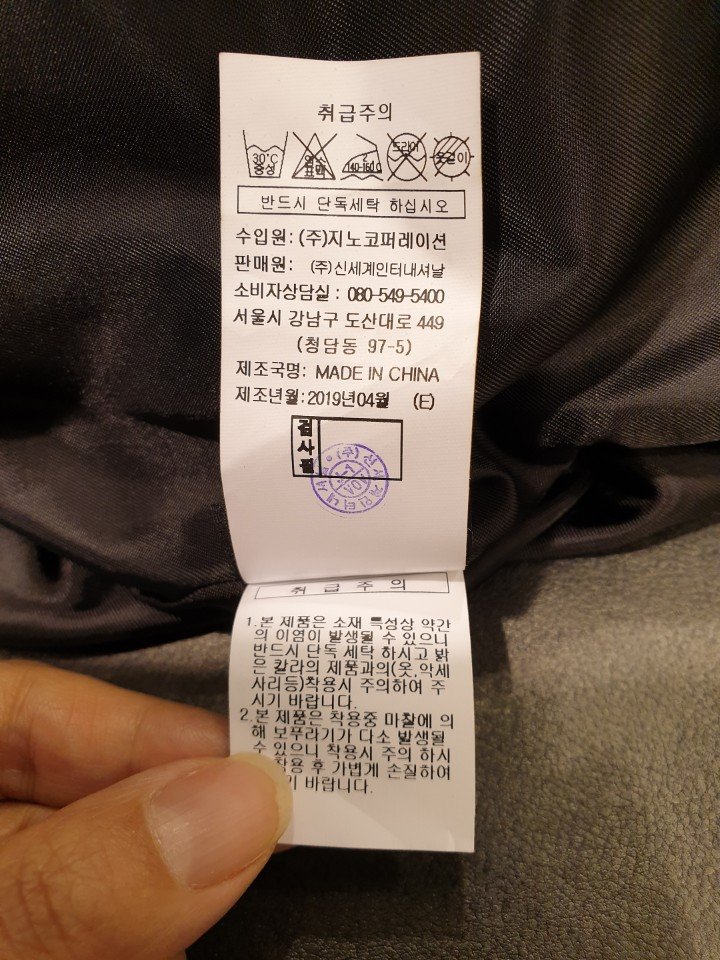 취급주의
30°C
중성
염소
표백
2
140-160°C
드라이
옷걸이
반드시 단독세탁 하십시오
수입원: (주)지노코퍼레이션
판매원: (주)신세계인터내셔날
소비자상담실 : 080-549-5400
서울시 강남구 도산대로 449
(청담동 97-5)
제조국명: MADE IN CHINA
제조년월:2019년04월 (E)
검사필
취 급 주 의
1.본 제품은 소재 특성상 약간
의 이염이 발생될 수 있으니
반드시 단독 세탁 하시고 밝
은 칼라의 제품과의(옷,악세
사리등)착용시 주의하여 주
시기 바랍니다.
2.본 제품은 착용중 마찰에 의
해 보푸라기가 다소 발생될
수 있으니 착용시 주의 하시
착용 후 가볍게 손질하여
바랍니다.